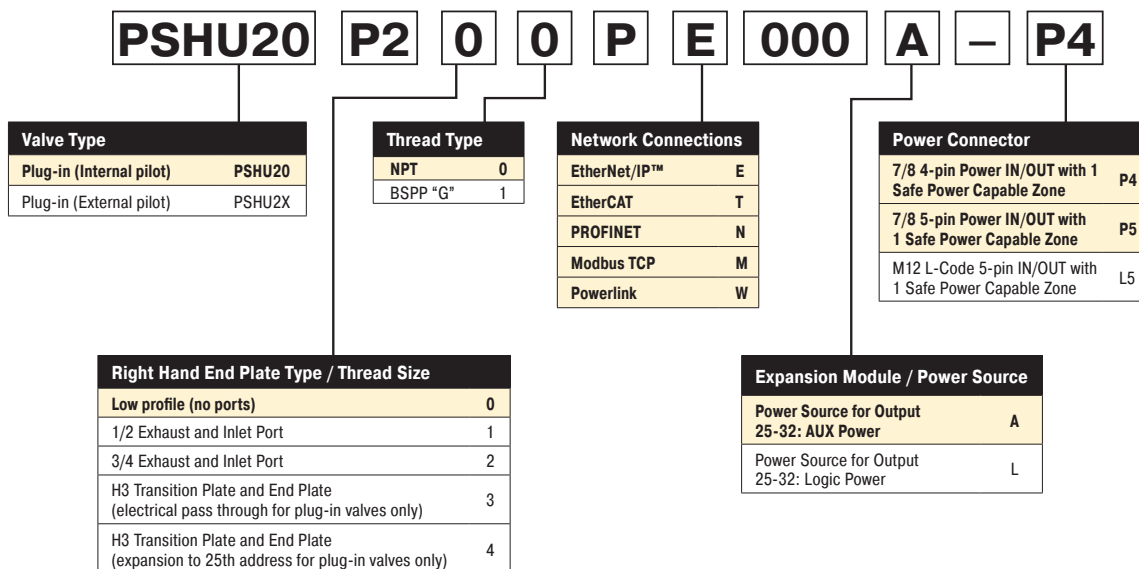 PSHU20 P2 0 0 P E 000 A – P4
Valve Type
Plug-in (Internal pilot) PSHU20
Plug-in (External pilot) PSHU2X
Thread Type
NPT 0
BSPP “G” 1
Network Connections
EtherNet/IP™ E
EtherCAT T
PROFINET N
Modbus TCP M
Powerlink W
Power Connector
7/8 4-pin Power IN/OUT with 1
Safe Power Capable Zone P4
7/8 5-pin Power IN/OUT with
1 Safe Power Capable Zone P5
M12 L-Code 5-pin IN/OUT with
1 Safe Power Capable Zone L5
Right Hand End Plate Type / Thread Size
Low profile (no ports) 0
1/2 Exhaust and Inlet Port 1
3/4 Exhaust and Inlet Port 2
H3 Transition Plate and End Plate
(electrical pass through for plug-in valves only) 3
H3 Transition Plate and End Plate
(expansion to 25th address for plug-in valves only) 4
Expansion Module / Power Source
Power Source for Output
25-32: AUX Power A
Power Source for Output
25-32: Logic Power L